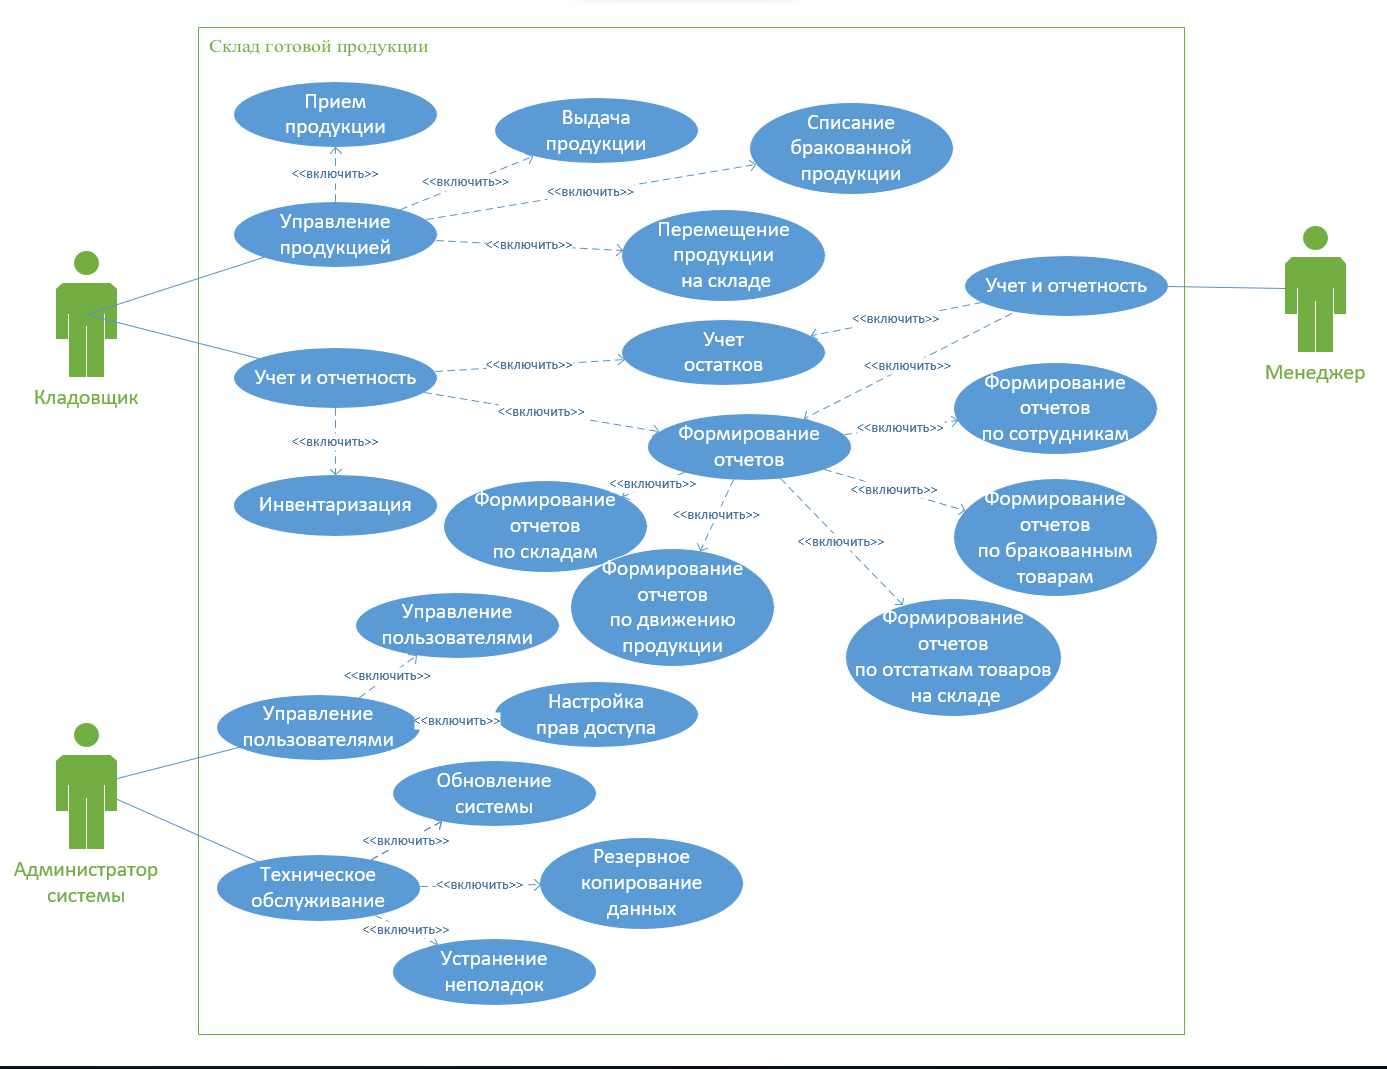 Склад готовой продукции
Прием
продукции
Выдача
продукции
Списание
бракованной
продукции
<<включить>>
<<включить>>
<<включить>>
Управление
продукцией
<<включить>>
Перемещение
продукции
на складе
Учет и отчетность
<<включить>>
Учет
остатков
<<включить>>
<<включить>>
Менеджер
Учет и отчетность
Кладовщик
<<включить>>
Формирование
отчетов
по сотрудникам
<<включить>>
Формирование
отчетов
<<включить>>
Инвентаризация
<<включить>>
<<включить>>
<<включить>>
<<включить>>
Формирование
отчетов
по складам
Формирование
отчетов
по бракованным
товарам
Формирование
отчетов
по движению
продукции
Формирование
отчетов
по отстаткам товаров
на складе
Управление
пользователями
<<включить>>
Управление
пользователями
<<включить>>
Настройка
прав доступа
Обновление
системы
<<включить>>
Администратор
системы
Техническое
обслуживание
<<включить>>
Резервное
копирование
данных
<<включить>>
Устранение
неполадок